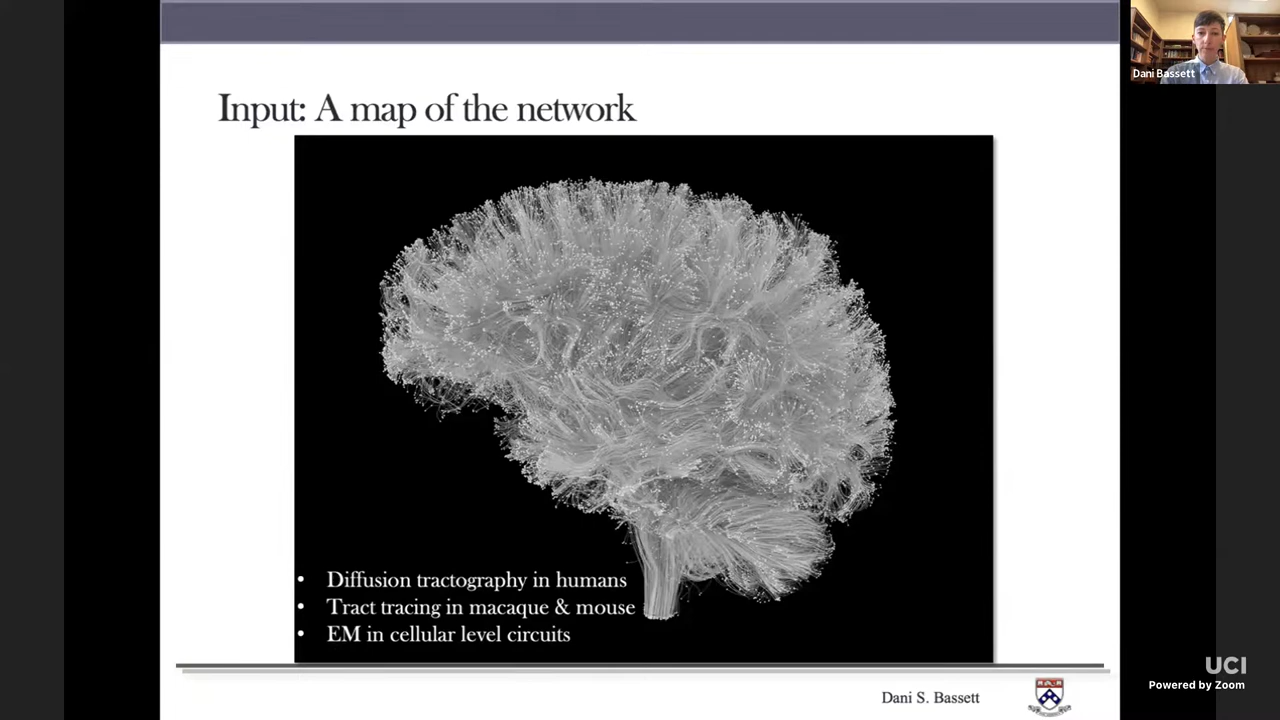 Input: A map of the network
• Diffusion tractography in humans
• Tract tracing in macaque & mouse
• EM in cellular level circuits
Dani S. Bassett
Dani Bassett
UCI
Powered by Zoom